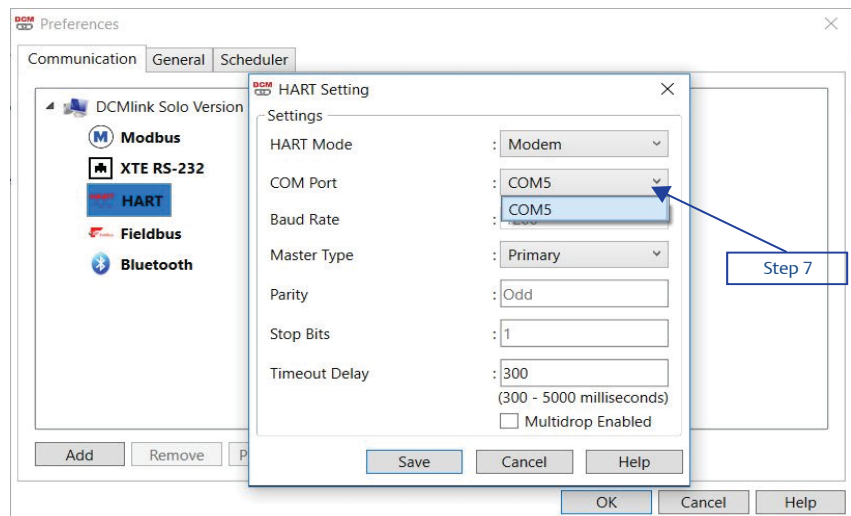 DCM Preferences
Communication General Scheduler
DCMlink Solo Version
M Modbus
XTE RS-232
HART
Fieldbus
Bluetooth
Add Remove P
DCM HART Setting
Settings
HART Mode : Modem
COM Port : COM5
COM5
Baud Rate :
Master Type : Primary
Parity : Odd
Stop Bits : 1
Timeout Delay : 300
(300 - 5000 milliseconds)
Multidrop Enabled
Save Cancel Help
Step 7
OK Cancel Help